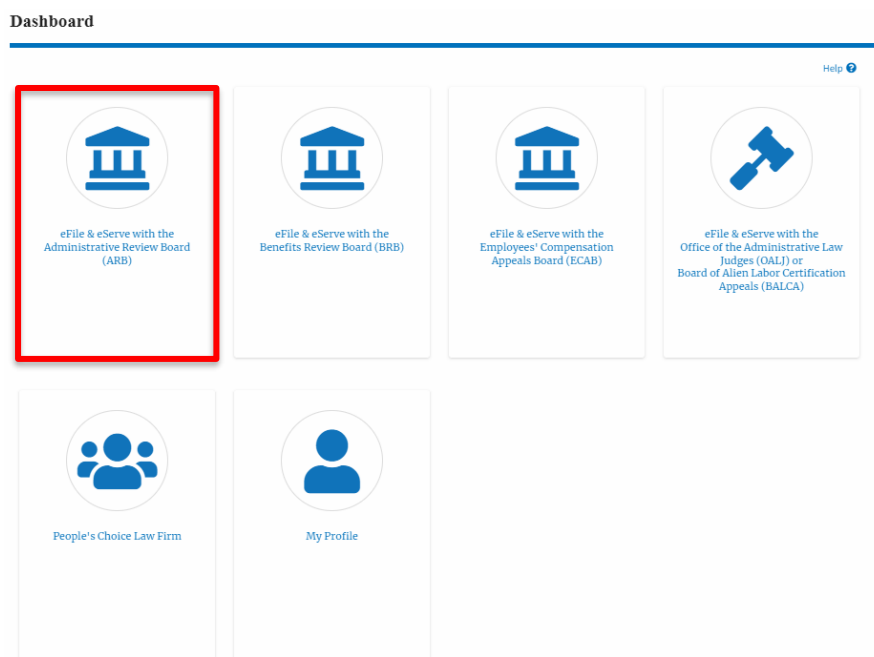 Dashboard
Help
eFile & eServe with the
Administrative Review Board
(ARB)
eFile & eServe with the
Benefits Review Board (BRB)
eFile & eServe with the
Employees' Compensation
Appeals Board (ECAB)
eFile & eServe with the
Office of the Administrative Law
Judges (OALJ) or
Board of Alien Labor Certification
Appeals (BALCA)
People's Choice Law Firm
My Profile